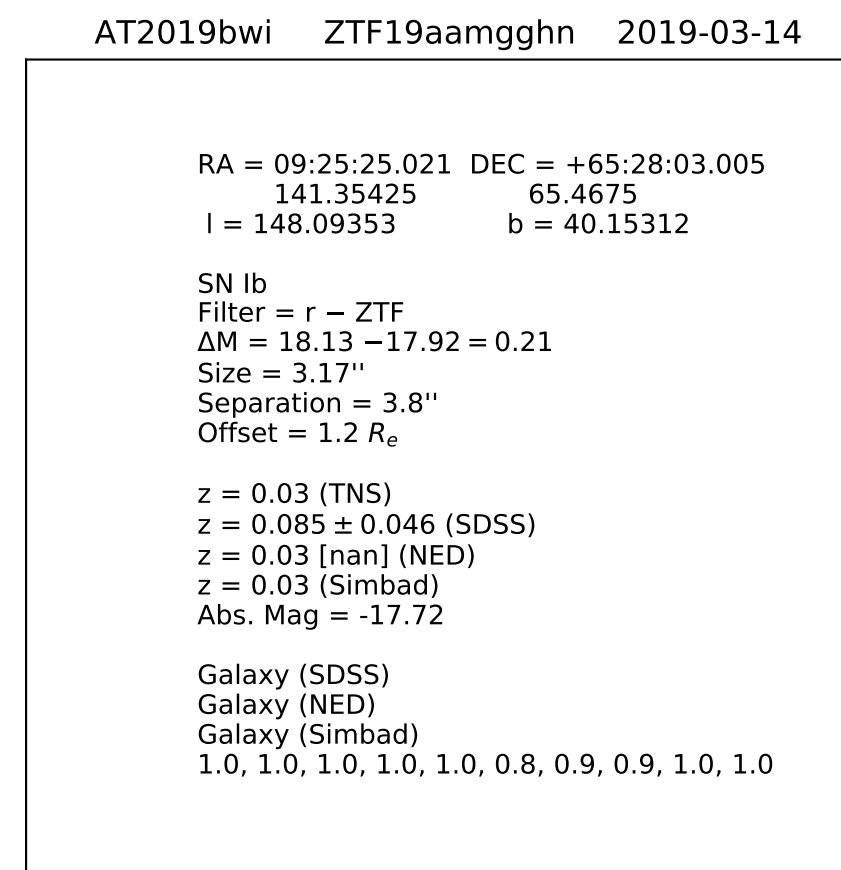 AT2019bwi ZTF19aamgghn 2019-03-14
RA = 09:25:25.021 DEC = +65:28:03.005
141.35425 65.4675
l = 148.09353 b = 40.15312
SN Ib
Filter = r − ZTF
ΔM = 18.13 −17.92 = 0.21
Size = 3.17''
Separation = 3.8''
Offset = 1.2 Re
z = 0.03 (TNS)
z = 0.085 ± 0.046 (SDSS)
z = 0.03 [nan] (NED)
z = 0.03 (Simbad)
Abs. Mag = -17.72
Galaxy (SDSS)
Galaxy (NED)
Galaxy (Simbad)
1.0, 1.0, 1.0, 1.0, 1.0, 0.8, 0.9, 0.9, 1.0, 1.0